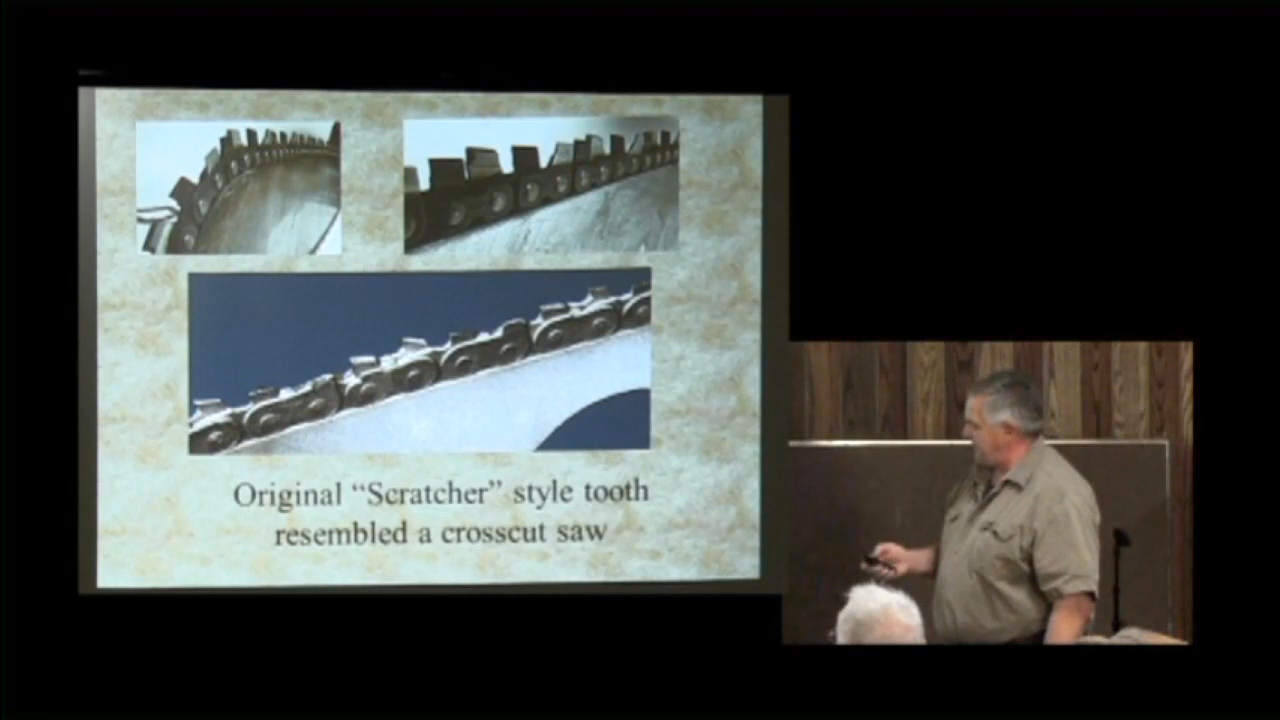 Original “Scratcher” style tooth
resembled a crosscut saw